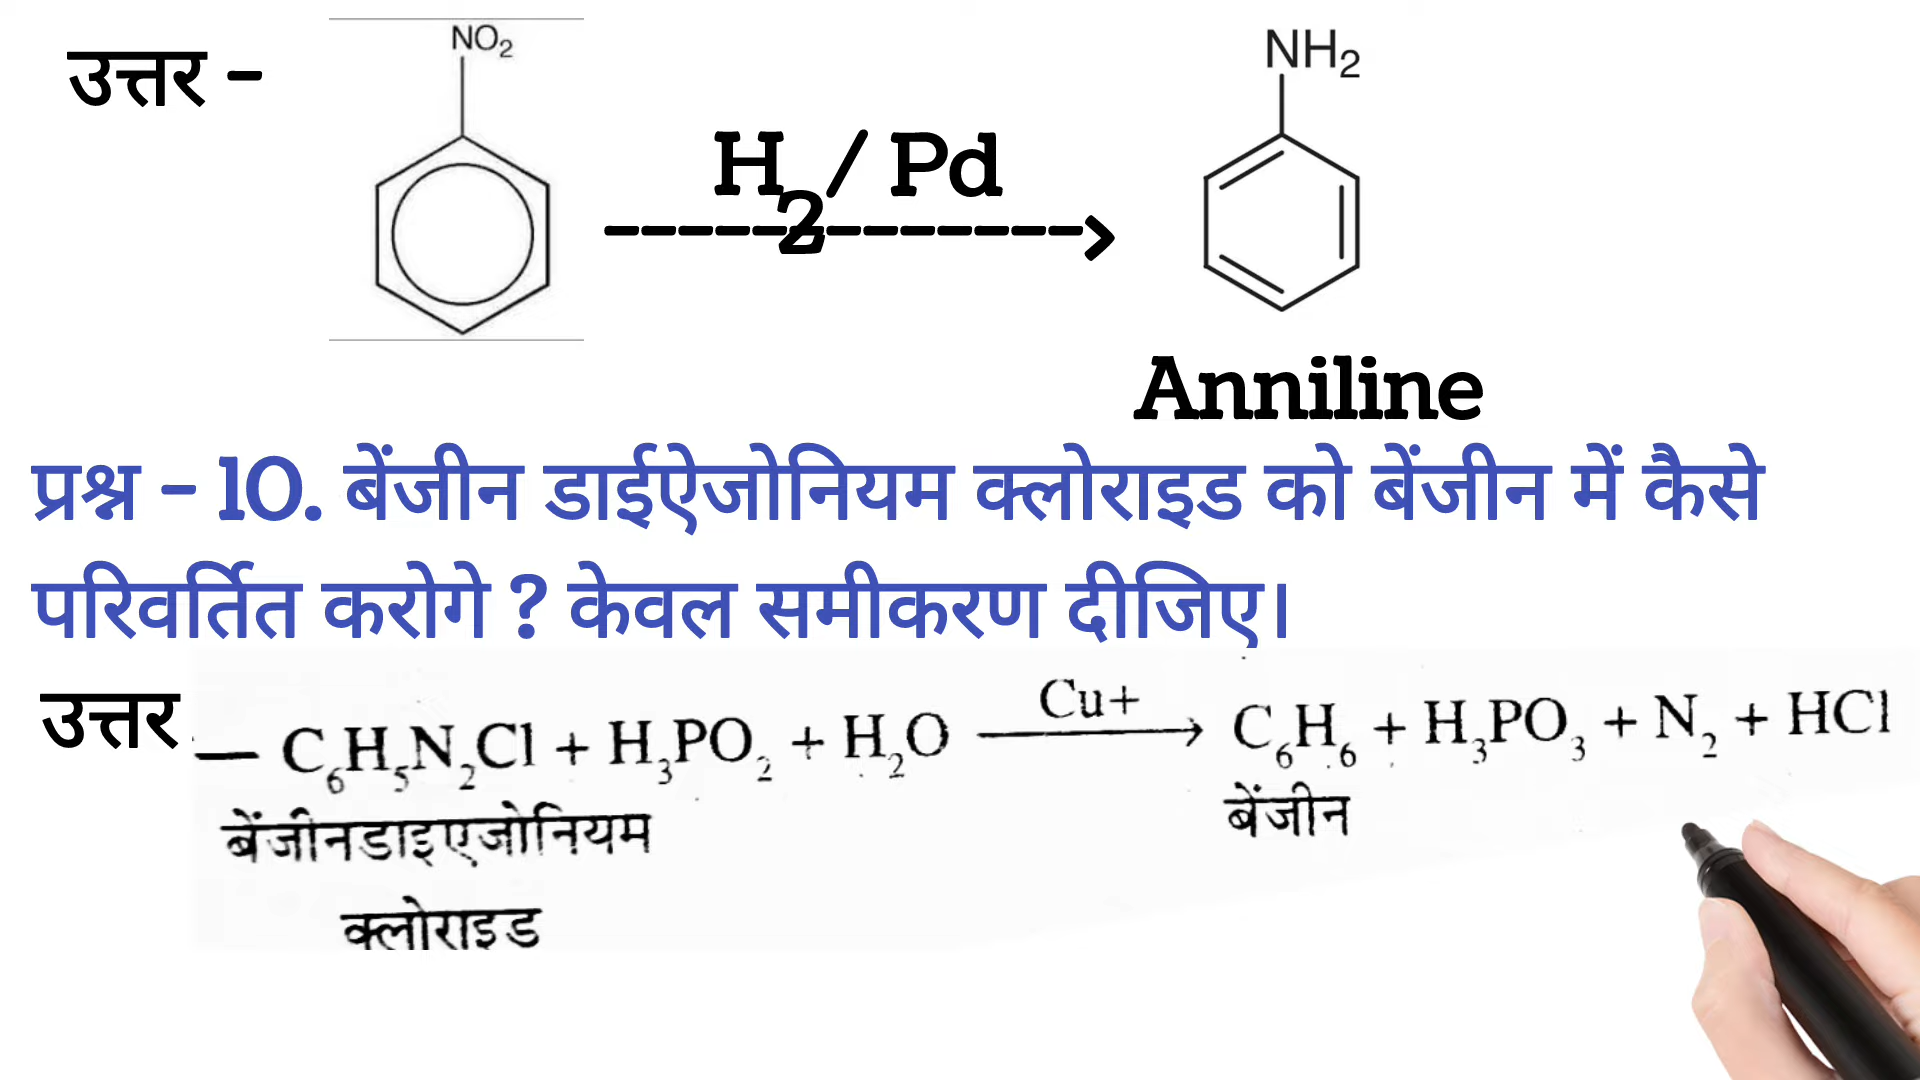 उत्तर -
NO₂
H₂/ Pd
NH₂
Anniline
प्रश्न - 10. बेंजीन डाईऐजोनियम क्लोराइड को बेंजीन में कैसे
परिवर्तित करोगे ? केवल समीकरण दीजिए।
उत्तर
— C₆H₅N₂Cl + H₃PO₂ + H₂O
Cu+
C₆H₆ + H₃PO₃ + N₂ + HCl
बेंजीनडाइएजोनियम
क्लोराइड
बेंजीन